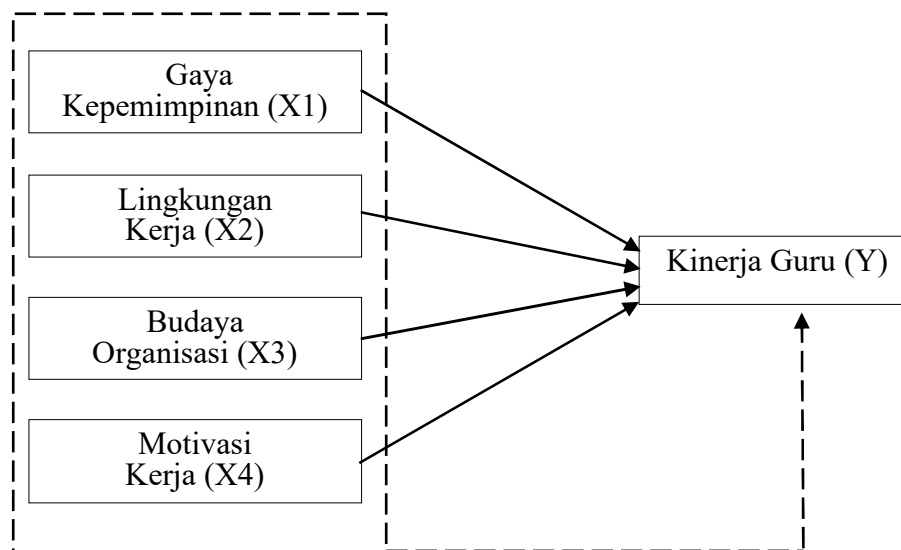 Gaya
Kepemimpinan (X1)
Lingkungan
Kerja (X2)
Kinerja Guru (Y)
Budaya
Organisasi (X3)
Motivasi
Kerja (X4)